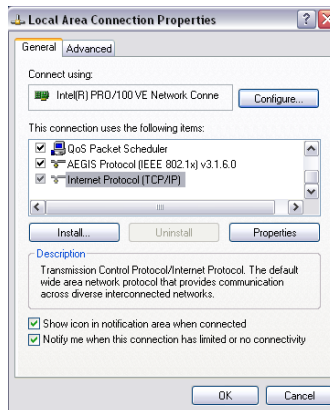 Local Area Connection Properties
General
Advanced
Connect using:
Intel(R) PRO/100 VE Network Conne
Configure...
This connection uses the following items:
QoS Packet Scheduler
AEGIS Protocol (IEEE 802.1x) v3.1.6.0
Internet Protocol (TCP/IP)
Install...
Uninstall
Properties
Description
Transmission Control Protocol/Internet Protocol. The default
wide area network protocol that provides communication
across diverse interconnected networks.
Show icon in notification area when connected
Notify me when this connection has limited or no connectivity
OK
Cancel